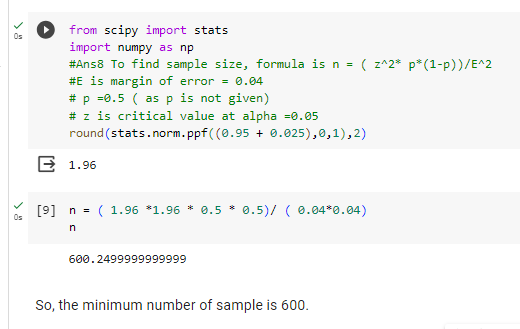 from scipy import stats
0s
import numpy as np
#Ans8 To find sample size, formula is n = ( z^2* p*(1-p))/E^2
#E is margin of error = 0.04
# p =0.5 ( as p is not given)
# z is critical value at alpha =0.05
round(stats.norm.ppf((0.95 + 0.025),0,1),2)
1.96
[9] n = ( 1.96 *1.96 * 0.5 * 0.5)/ ( 0.04*0.04)
0s
n
600.2499999999999
So, the minimum number of sample is 600.